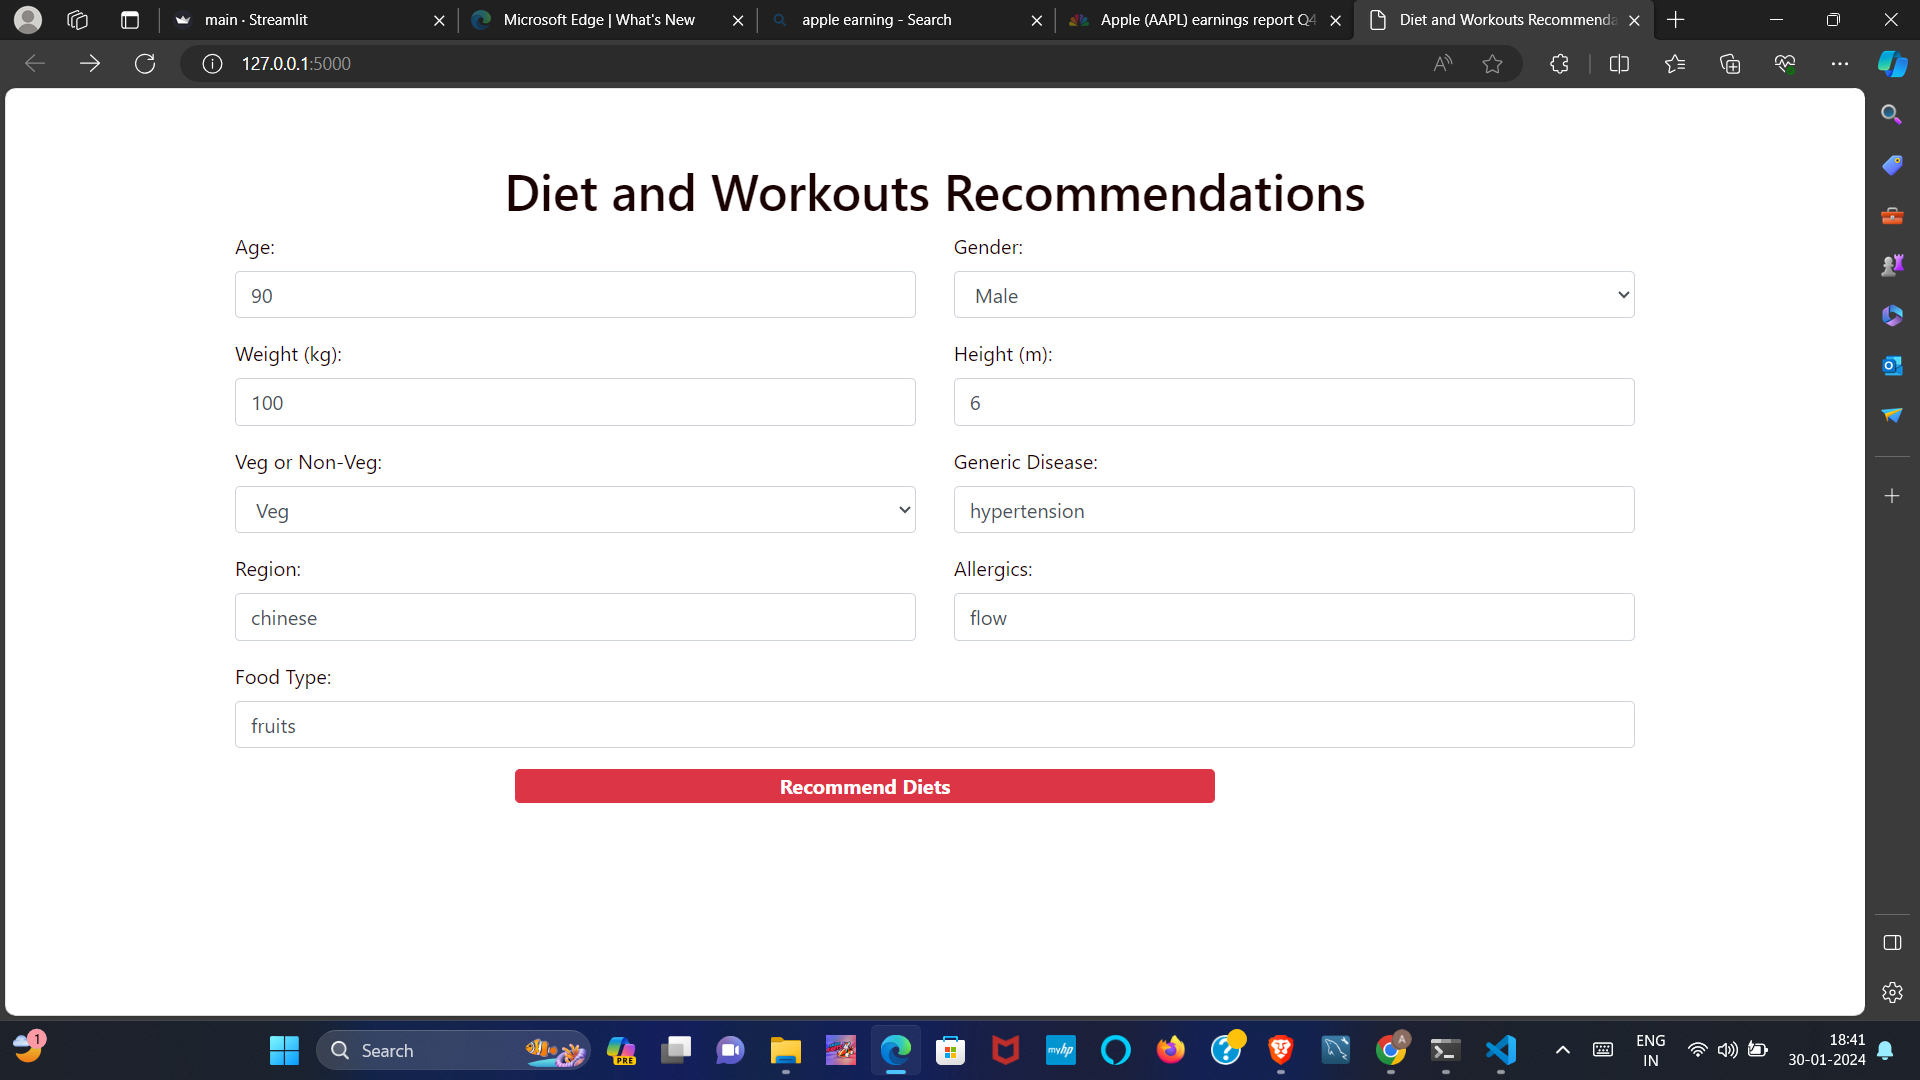 main · Streamlit
Microsoft Edge | What's New
apple earning - Search
Apple (AAPL) earnings report Q4
Diet and Workouts Recommenda
127.0.0.1:5000
Diet and Workouts Recommendations
Age:
Gender:
90
Male
Weight (kg):
Height (m):
100
6
Veg or Non-Veg:
Generic Disease:
Veg
hypertension
Region:
Allergics:
chinese
flow
Food Type:
fruits
Recommend Diets
1
Search
PRE
myhp
A
ENG
IN
18:41
30-01-2024